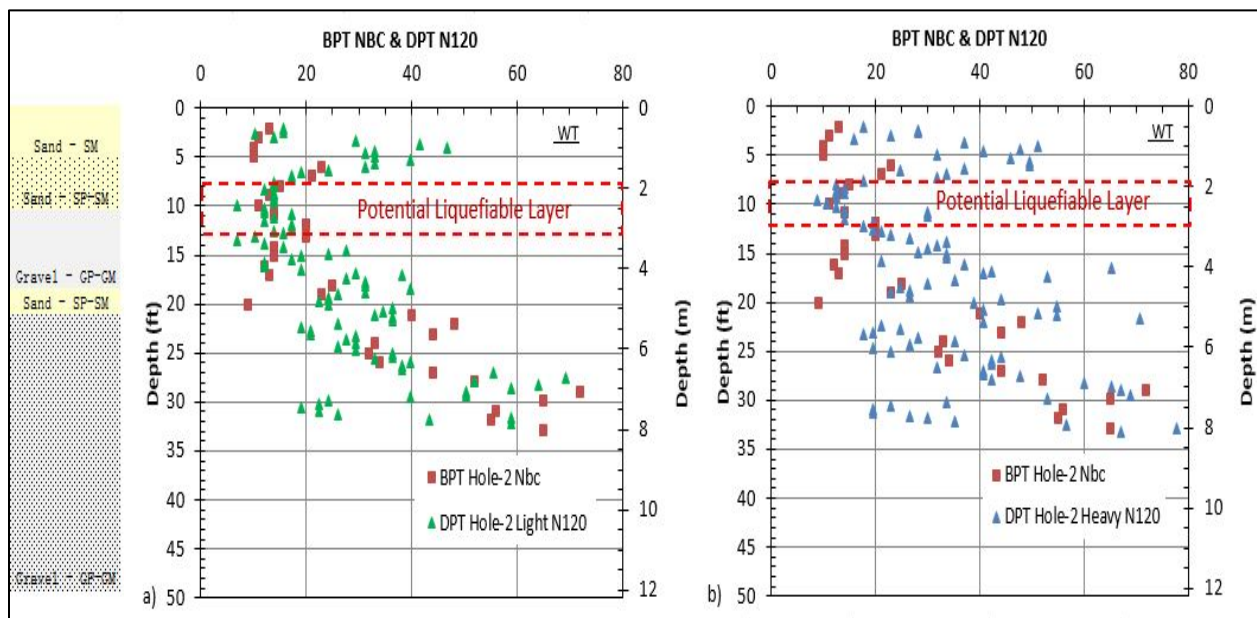 BPT NBC & DPT N120
0 20 40 60 80
0
5
10
15
20
25
30
35
40
45
50
Depth (ft)
0
2
4
6
8
10
12
Depth (m)
WT
Potential Liquefiable Layer
BPT Hole-2 Nbc
DPT Hole-2 Light N120
a)
BPT NBC & DPT N120
0 20 40 60 80
0
5
10
15
20
25
30
35
40
45
50
Depth (ft)
0
2
4
6
8
10
12
Depth (m)
WT
Potential Liquefiable Layer
BPT Hole-2 Nbc
DPT Hole-2 Heavy N120
b)
Sand - SM
Sand - SP-SM
Gravel - GP-GM
Sand - SP-SM
Gravel - GP-GM